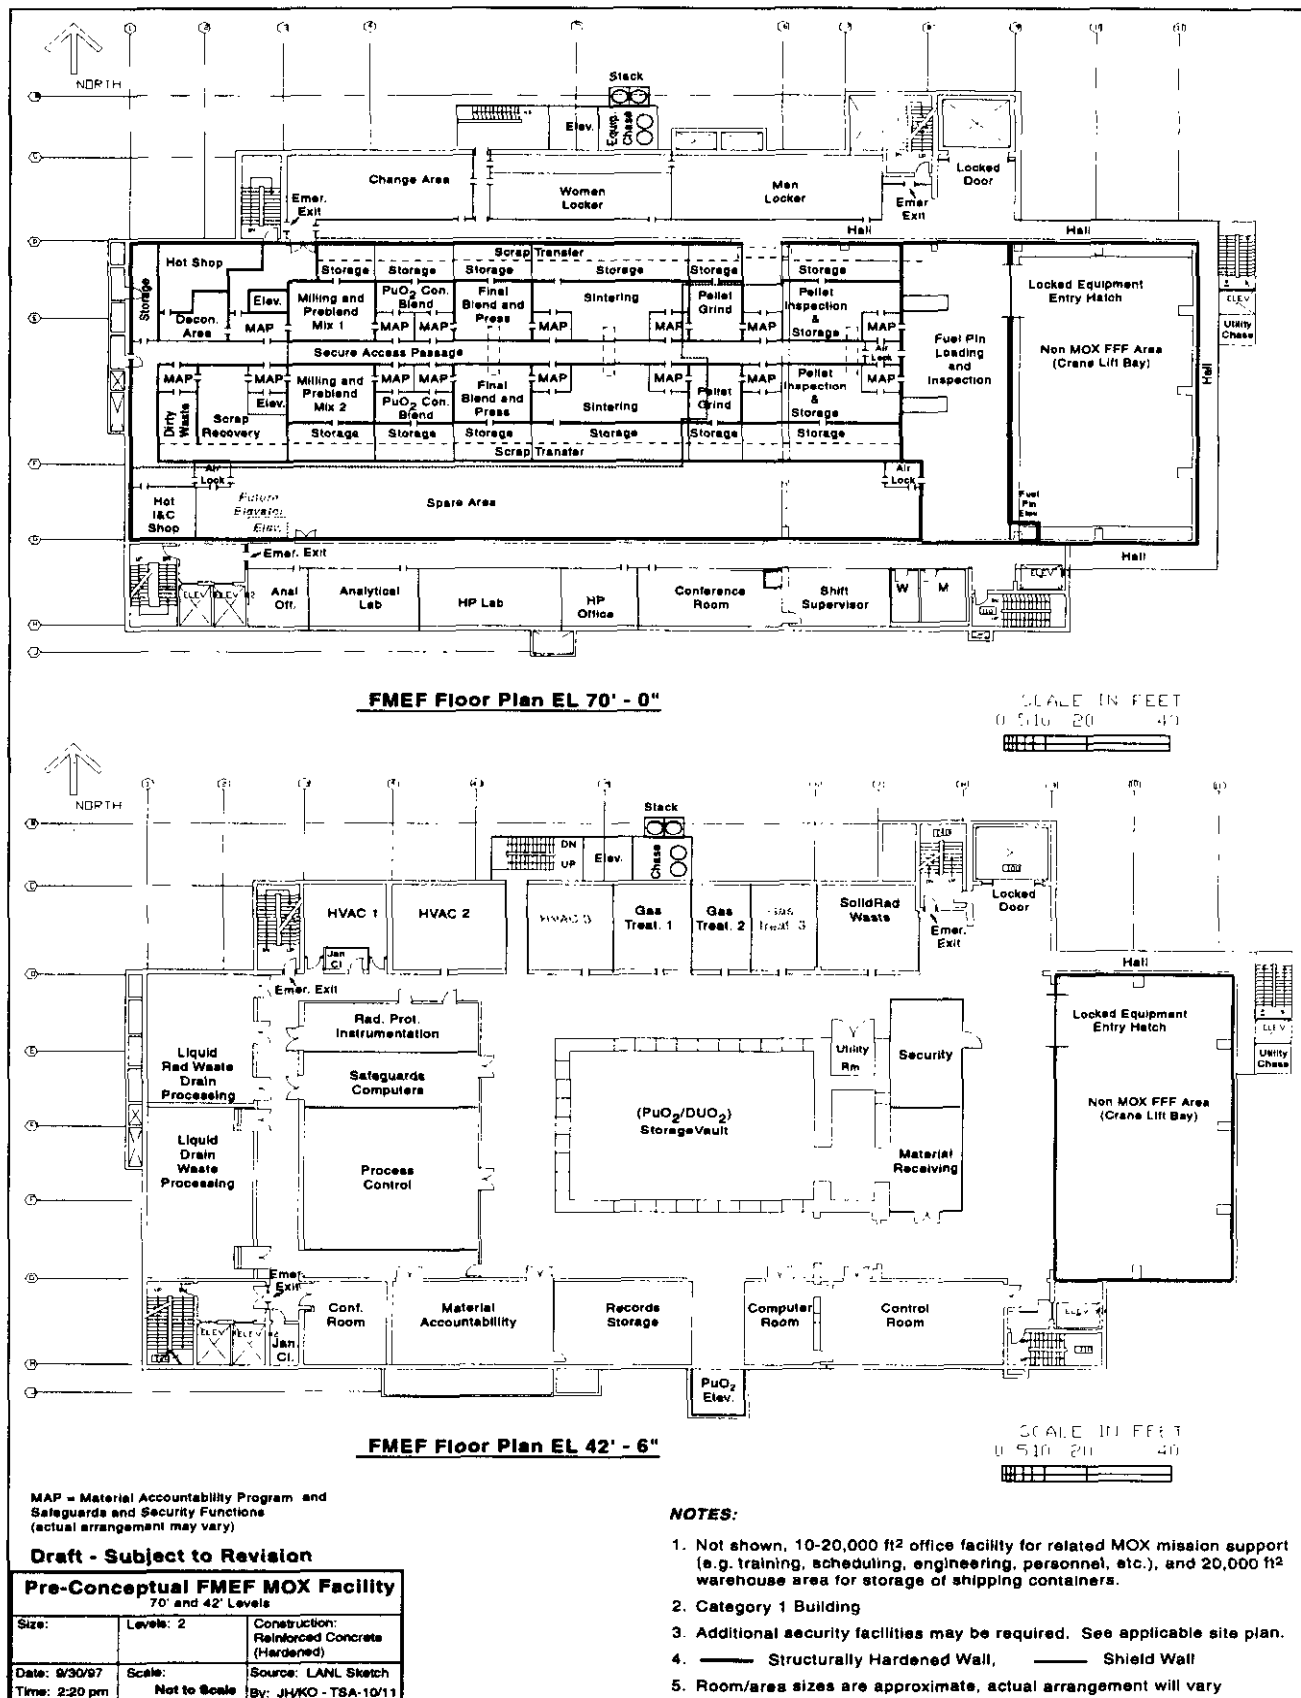 NORTH
Stack
Elev.
Equip.
Chase
Change Area
Women
Locker
Men
Locker
Locked
Door
Emer.
Exit
Emer
Exit
Hall
Hall
Scrap Transfer
Hot Shop
Storage
Storage
Storage
Storage
Storage
Storage
Storage
Elev.
Milling and
Preblend
Mix 1
PuO2 Con.
Blend
Final
Blend and
Press
Sintering
Pellet
Grind
Pellet
Inspection
&
Storage
Locked Equipment
Entry Hatch
ELEV
Utility
Chase
Decon.
Area
MAP
MAP
MAP
MAP
MAP
MAP
MAP
Air
Lock
Secure Access Passage
Fuel Pin
Loading
and
Inspection
Non MOX FFF Area
(Crane Lift Bay)
Hall
MAP
MAP
MAP
MAP
MAP
MAP
MAP
MAP
Dirty
Waste
Scrap
Recovery
Elev.
Milling and
Preblend
Mix 2
PuO2 Con.
Blend
Final
Blend and
Press
Sintering
Pellet
Grind
Pellet
Inspection
&
Storage
Storage
Storage
Storage
Storage
Storage
Storage
Scrap Transfer
Air
Lock
Air
Lock
Hot
I&C
Shop
Future
Elevator
Elev.
Spare Area
Fuel
Pin
Elev.
Emer. Exit
Hall
ELEV
ELEV
ELEV
Anal
Off.
Analytical
Lab
HP Lab
HP
Office
Conference
Room
Shift
Supervisor
W
M
FMEF Floor Plan EL 70' - 0"
SCALE IN FEET
0 5 10 20 40
NORTH
Stack
DN
UP
Elev.
Chase
HVAC 1
HVAC 2
HVAC 3
Gas
Treat. 1
Gas
Treat. 2
Gas
Treat. 3
SolidRad
Waste
Locked
Door
Emer.
Exit
Jan
Cl
Emer. Exit
Hall
Rad. Prot.
Instrumentation
Locked Equipment
Entry Hatch
ELEV
Utility
Chase
Liquid
Rad Waste
Drain
Processing
Safeguards
Computers
Utility
Rm
Security
(PuO2/DUO2)
StorageVault
Non MOX FFF Area
(Crane Lift Bay)
Liquid
Drain
Waste
Processing
Process
Control
Material
Receiving
Emer.
Exit
ELEV
ELEV
Jan.
Cl.
Conf.
Room
Material
Accountability
Records
Storage
Computer
Room
Control
Room
ELEV
PuO2
Elev.
FMEF Floor Plan EL 42' - 6"
SCALE IN FEET
0 5 10 20 40
MAP = Material Accountability Program and
Safeguards and Security Functions
(actual arrangement may vary)
Draft - Subject to Revision
Pre-Conceptual FMEF MOX Facility
70' and 42' Levels
Size:
Levels: 2
Construction:
Reinforced Concrete
(Hardened)
Date: 9/30/97
Time: 2:20 pm
Scale:
Not to Scale
Source: LANL Sketch
By: JH/KO - TSA-10/11
NOTES:
1. Not shown, 10-20,000 ft2 office facility for related MOX mission support
(e.g. training, scheduling, engineering, personnel, etc.), and 20,000 ft2
warehouse area for storage of shipping containers.
2. Category 1 Building
3. Additional security facilities may be required. See applicable site plan.
4. Structurally Hardened Wall, Shield Wall
5. Room/area sizes are approximate, actual arrangement will vary